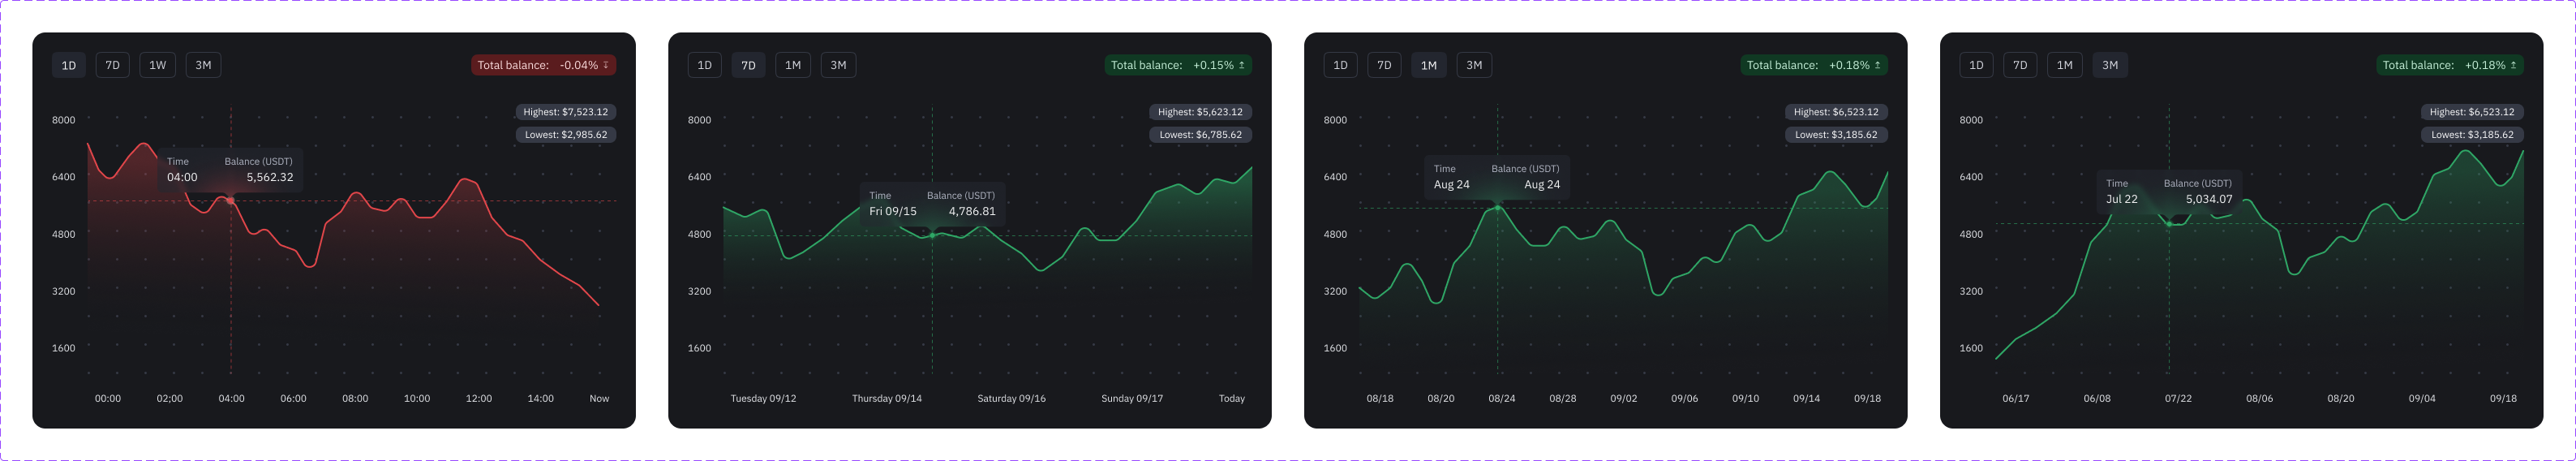 1D 7D 1W 3M Total balance: -0.04% ↧
Highest: $7,523.12
Lowest: $2,985.62
8000
6400
4800
3200
1600
Time Balance (USDT)
04:00 5,562.32
00:00 02;00 04:00 06:00 08:00 10:00 12:00 14:00 Now
1D 7D 1M 3M Total balance: +0.15% ↥
Highest: $5,623.12
Lowest: $6,785.62
8000
6400
4800
3200
1600
Time Balance (USDT)
Fri 09/15 4,786.81
Tuesday 09/12 Thursday 09/14 Saturday 09/16 Sunday 09/17 Today
1D 7D 1M 3M Total balance: +0.18% ↥
Highest: $6,523.12
Lowest: $3,185.62
8000
6400
4800
3200
1600
Time Balance (USDT)
Aug 24 Aug 24
08/18 08/20 08/24 08/28 09/02 09/06 09/10 09/14 09/18
1D 7D 1M 3M Total balance: +0.18% ↥
Highest: $6,523.12
Lowest: $3,185.62
8000
6400
4800
3200
1600
Time Balance (USDT)
Jul 22 5,034.07
06/17 06/08 07/22 08/06 08/20 09/04 09/18